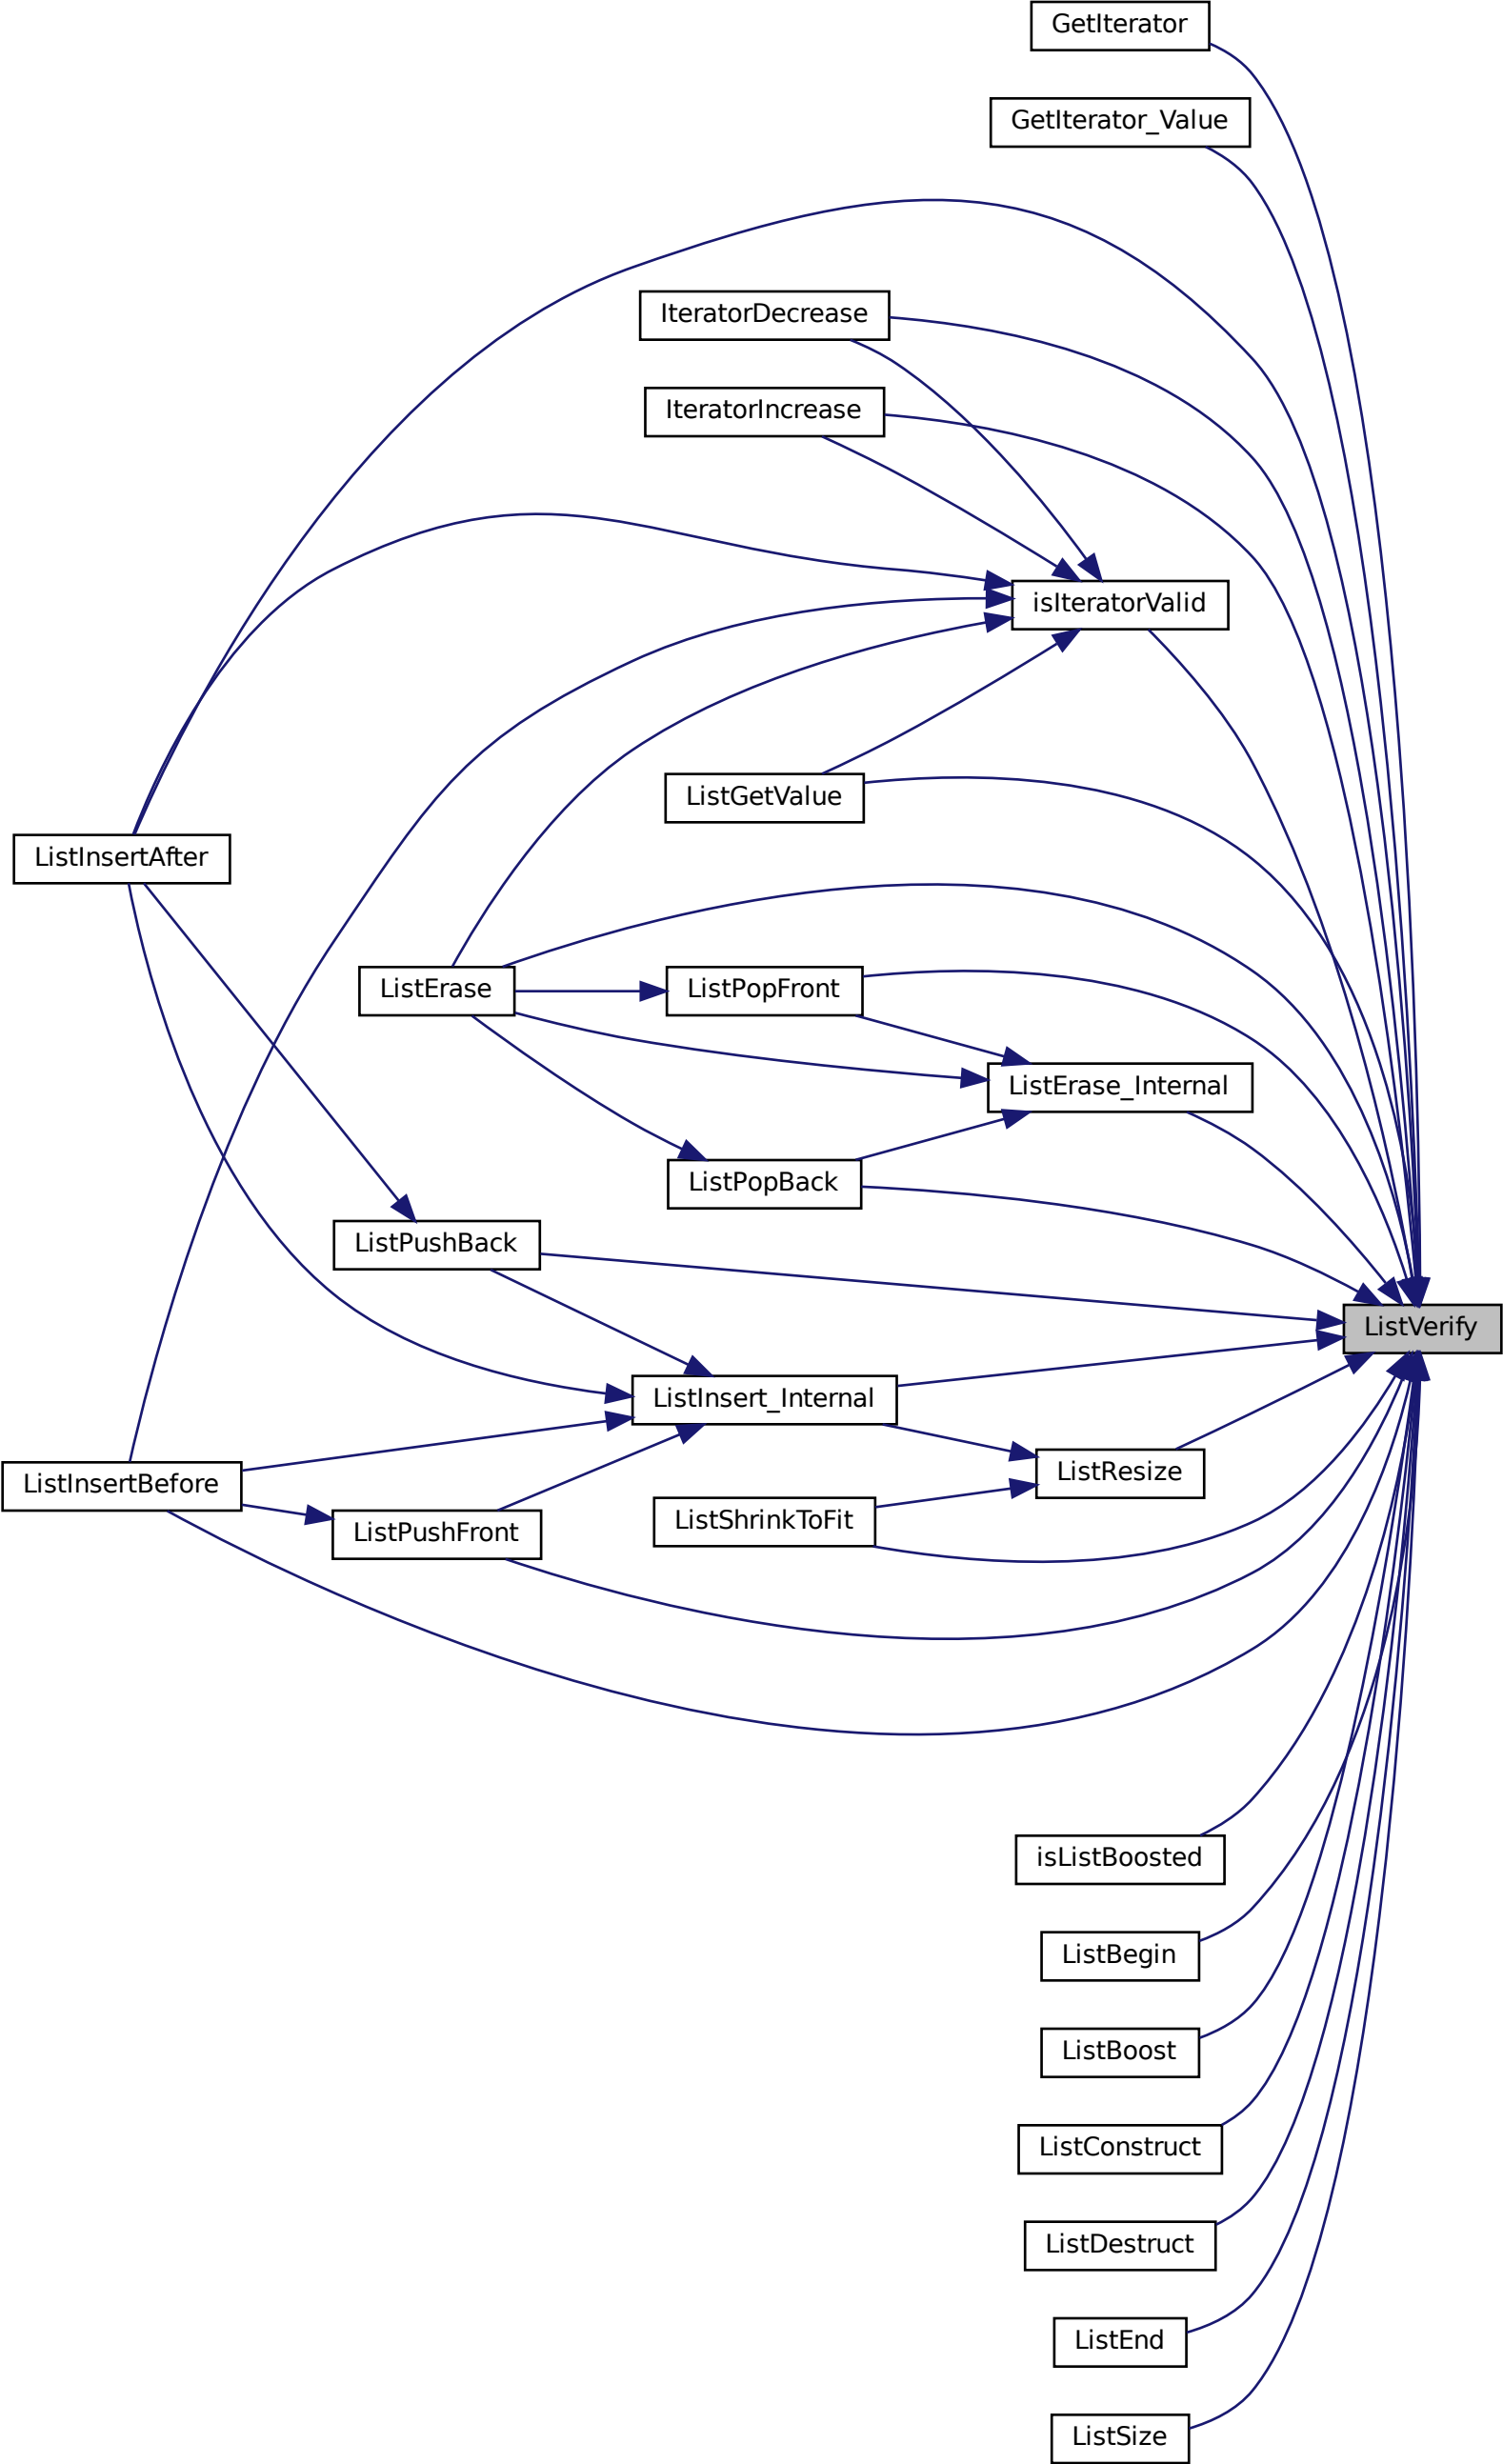 GetIterator
GetIterator_Value
IteratorDecrease
IteratorIncrease
isIteratorValid
ListGetValue
ListInsertAfter
ListErase
ListPopFront
ListErase_Internal
ListPopBack
ListPushBack
ListVerify
ListInsert_Internal
ListResize
ListInsertBefore
ListShrinkToFit
ListPushFront
isListBoosted
ListBegin
ListBoost
ListConstruct
ListDestruct
ListEnd
ListSize